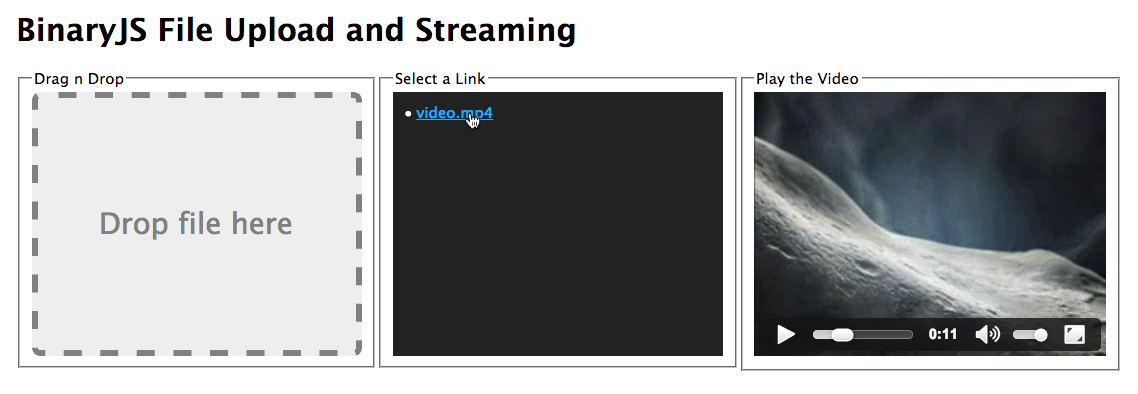 BinaryJS File Upload and Streaming
Drag n Drop
Drop file here
Select a Link
• video.mp4
Play the Video
0:11